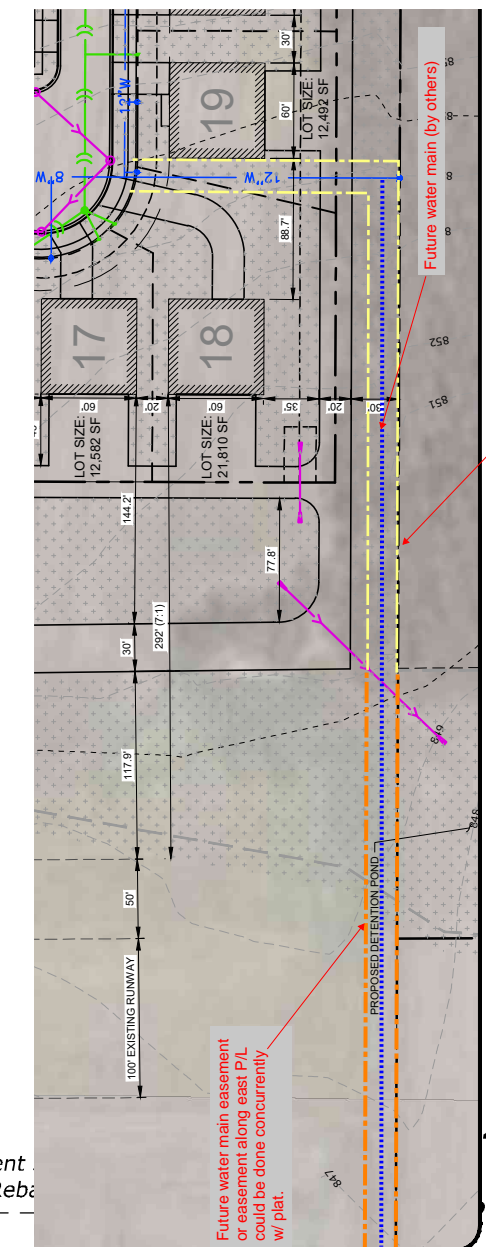 30'
60'
19
LOT SIZE:
12,492 SF
12"W
8"W
12"W
88.7'
Future water main (by others)
852
851
17
18
60'
20'
60'
35'
20'
30'
LOT SIZE:
12,582 SF
LOT SIZE:
21,810 SF
144.2'
77.8'
292' (7:1)
30'
117.9'
849
848
50'
PROPOSED DETENTION POND
100' EXISTING RUNWAY
Future water main easement
or easement along east P/L
could be done concurrently
w/ plat.
847
ent
Reba